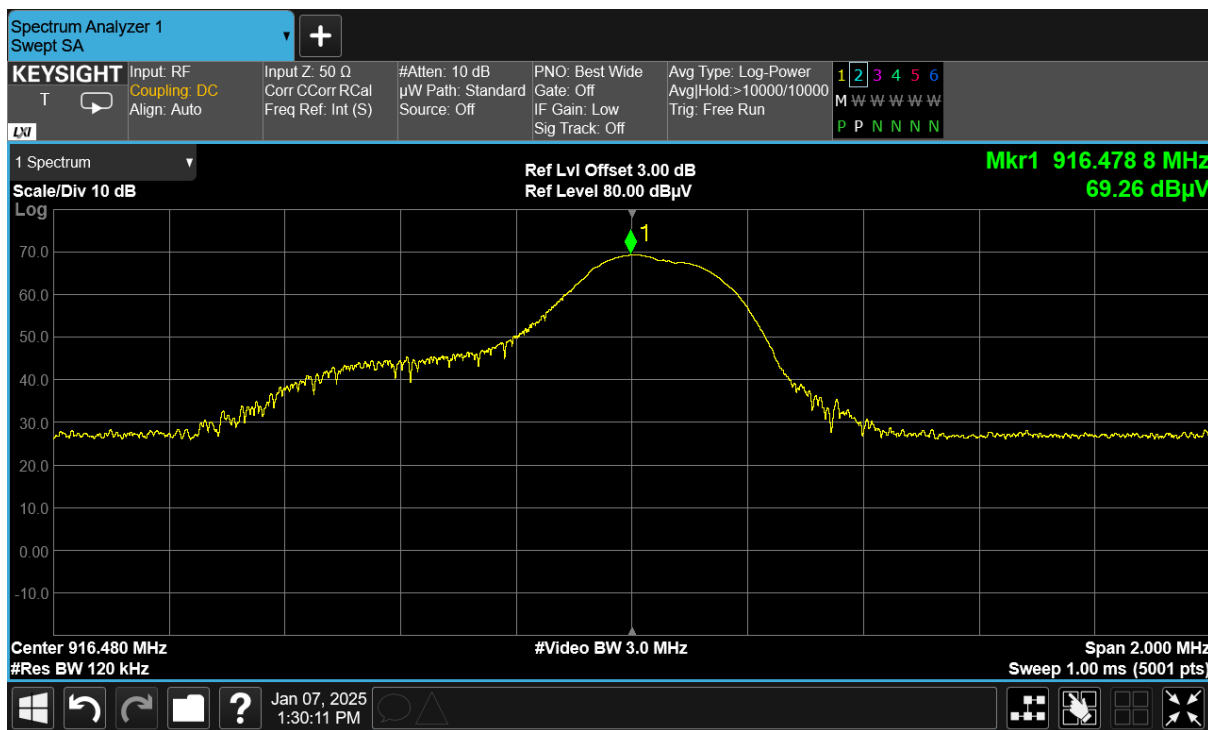 Spectrum Analyzer 1
Swept SA
+
KEYSIGHT
T
LXI
Input: RF
Coupling: DC
Align: Auto
Input Z: 50 Ω
Corr CCorr RCal
Freq Ref: Int (S)
#Atten: 10 dB
µW Path: Standard
Source: Off
PNO: Best Wide
Gate: Off
IF Gain: Low
Sig Track: Off
Avg Type: Log-Power
Avg|Hold:>10000/10000
Trig: Free Run
1 2 3 4 5 6
M W W W W W
P P N N N N
1 Spectrum
Scale/Div 10 dB
Log
Ref Lvl Offset 3.00 dB
Ref Level 80.00 dBµV
Mkr1 916.478 8 MHz
69.26 dBµV
1
70.0
60.0
50.0
40.0
30.0
20.0
10.0
0.00
-10.0
Center 916.480 MHz
#Res BW 120 kHz
#Video BW 3.0 MHz
Span 2.000 MHz
Sweep 1.00 ms (5001 pts)
?
Jan 07, 2025
1:30:11 PM